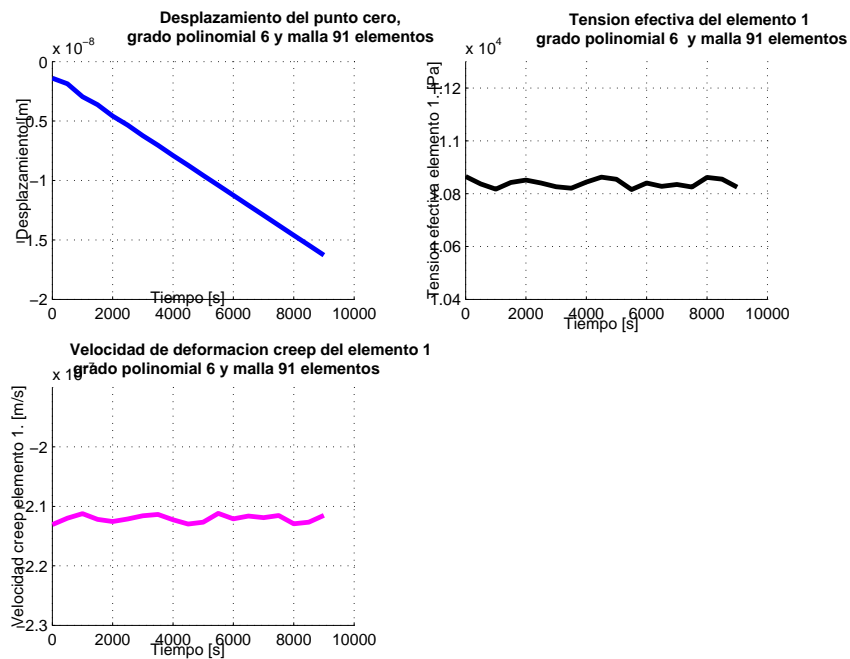 Desplazamiento del punto cero,
grado polinomial 6 y malla 91 elementos
x 10⁻⁸
0
−0.5
−1
−1.5
−2
Desplazamiento [m]
0 2000 4000 6000 8000 10000
Tiempo [s]
Tension efectiva del elemento 1
grado polinomial 6 y malla 91 elementos
x 10⁴
1.12
1.1
1.08
1.06
1.04
Tension efectiva elemento 1. [Pa]
0 2000 4000 6000 8000 10000
Tiempo [s]
Velocidad de deformacion creep del elemento 1
grado polinomial 6 y malla 91 elementos
x 10
−2
−2.1
−2.2
−2.3
Velocidad creep elemento 1. [m/s]
0 2000 4000 6000 8000 10000
Tiempo [s]